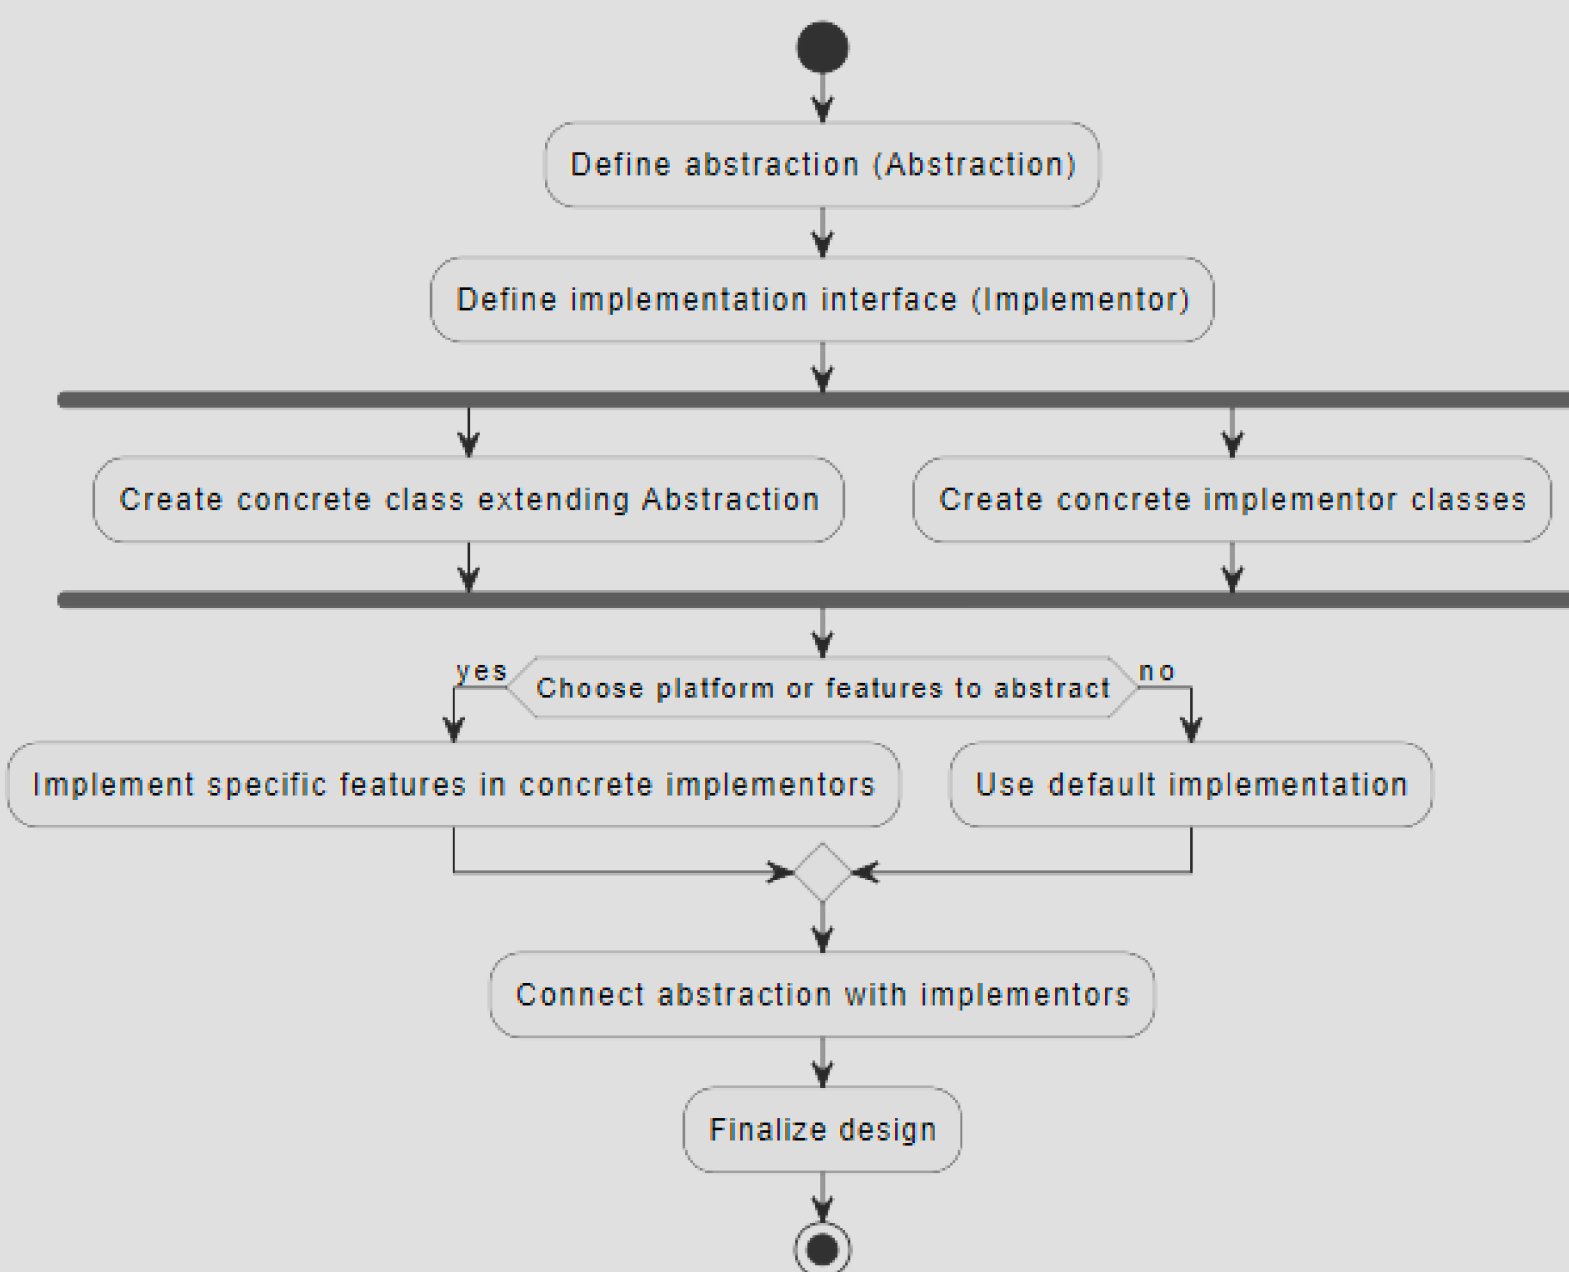 Define abstraction (Abstraction)
Define implementation interface (Implementor)
Create concrete class extending Abstraction
Create concrete implementor classes
yes
Choose platform or features to abstract
no
Implement specific features in concrete implementors
Use default implementation
Connect abstraction with implementors
Finalize design